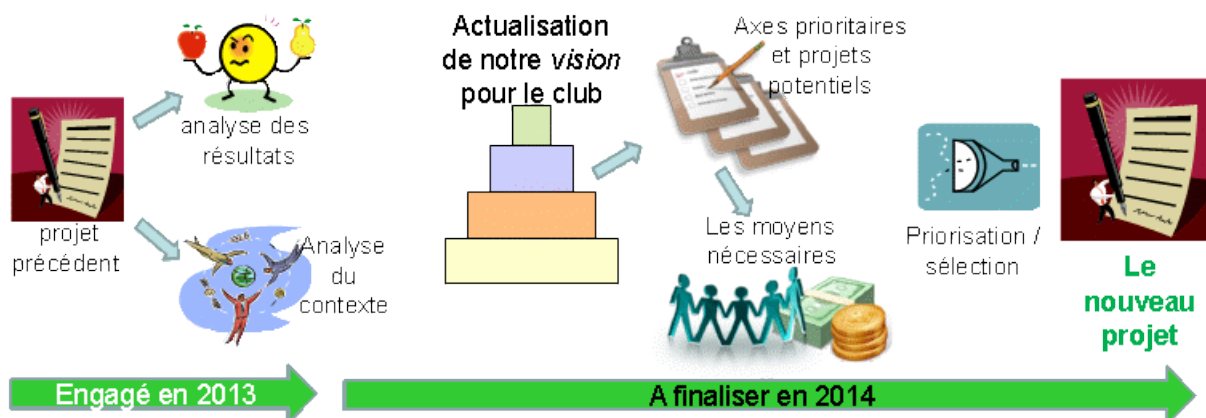 projet
précédent
analyse des
résultats
Analyse
du
contexte
Actualisation
de notre vision
pour le club
Axes prioritaires
et projets
potentiels
Les moyens
nécessaires
Priorisation /
sélection
Le
nouveau
projet
Engagé en 2013
A finaliser en 2014